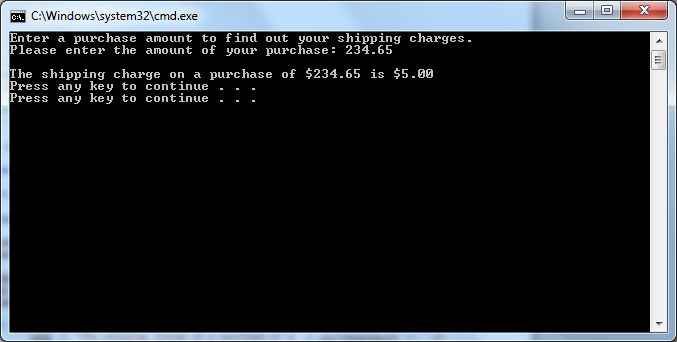 C:\Windows\system32\cmd.exe
Enter a purchase amount to find out your shipping charges.
Please enter the amount of your purchase: 234.65
The shipping charge on a purchase of $234.65 is $5.00
Press any key to continue . . .
Press any key to continue . . .